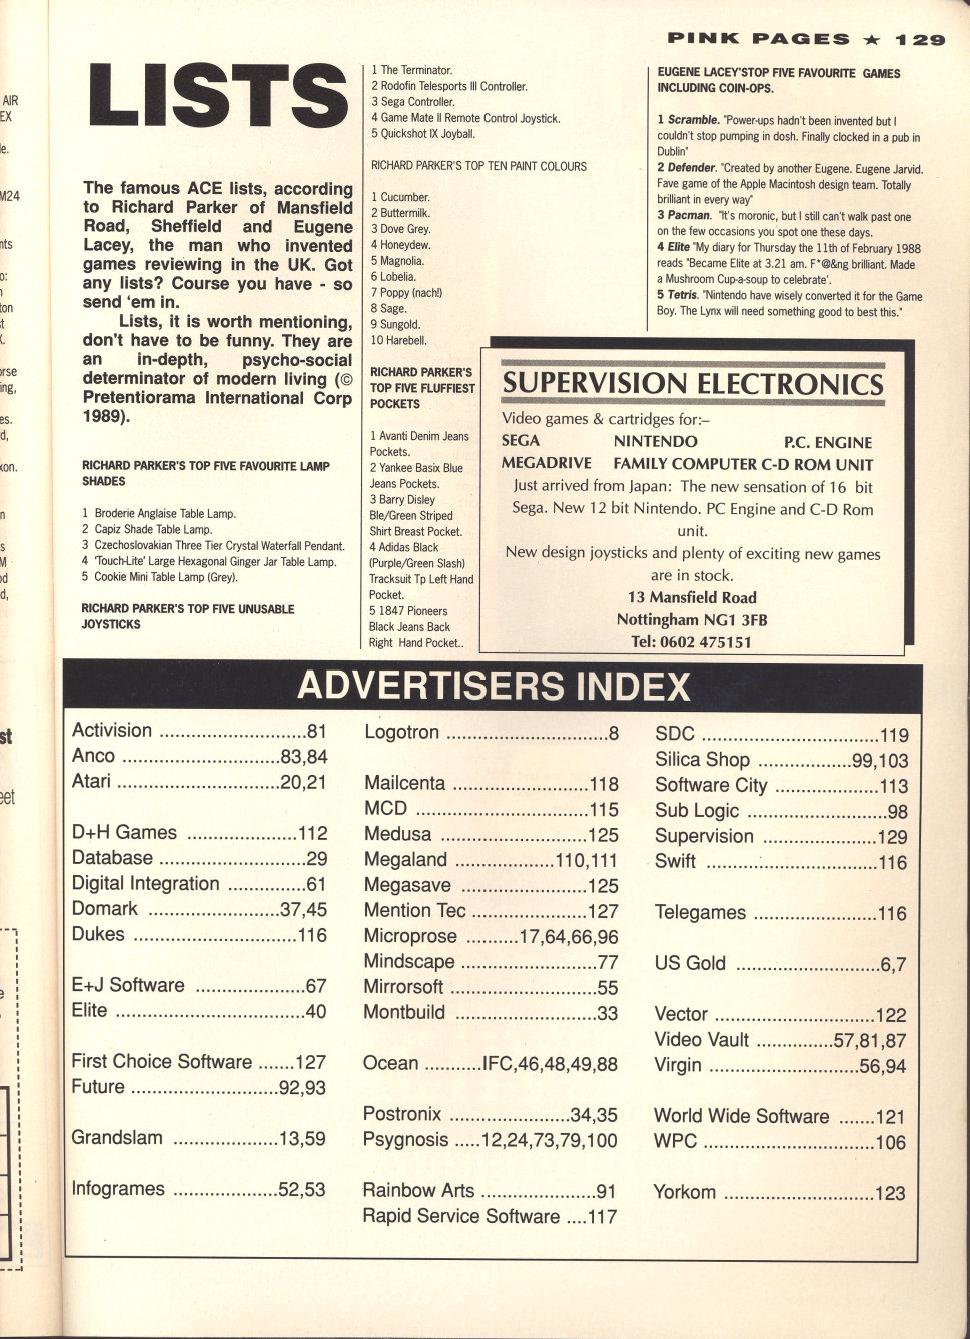 PINK PAGES ★ 129
LISTS
The famous ACE lists, according
to Richard Parker of Mansfield
Road, Sheffield and Eugene
Lacey, the man who invented
games reviewing in the UK. Got
any lists? Course you have - so
send 'em in.
Lists, it is worth mentioning,
don't have to be funny. They are
an in-depth, psycho-social
determinator of modern living (©
Pretentiorama International Corp
1989).
RICHARD PARKER'S TOP FIVE FAVOURITE LAMP
SHADES
1 Broderie Anglaise Table Lamp.
2 Capiz Shade Table Lamp.
3 Czechoslovakian Three Tier Crystal Waterfall Pendant.
4 'Touch-Lite' Large Hexagonal Ginger Jar Table Lamp.
5 Cookie Mini Table Lamp (Grey).
RICHARD PARKER'S TOP FIVE UNUSABLE
JOYSTICKS
1 The Terminator.
2 Rodofin Telesports III Controller.
3 Sega Controller.
4 Game Mate II Remote Control Joystick.
5 Quickshot IX Joyball.
RICHARD PARKER'S TOP TEN PAINT COLOURS
1 Cucumber.
2 Buttermilk.
3 Dove Grey.
4 Honeydew.
5 Magnolia.
6 Lobelia.
7 Poppy (nach!)
8 Sage.
9 Sungold.
10 Harebell.
RICHARD PARKER'S
TOP FIVE FLUFFIEST
POCKETS
1 Avanti Denim Jeans
Pockets.
2 Yankee Basix Blue
Jeans Pockets.
3 Barry Disley
Ble/Green Striped
Shirt Breast Pocket.
4 Adidas Black
(Purple/Green Slash)
Tracksuit Tp Left Hand
Pocket.
5 1847 Pioneers
Black Jeans Back
Right Hand Pocket..
EUGENE LACEY'STOP FIVE FAVOURITE GAMES
INCLUDING COIN-OPS.
1 Scramble. "Power-ups hadn't been invented but I
couldn't stop pumping in dosh. Finally clocked in a pub in
Dublin"
2 Defender. "Created by another Eugene. Eugene Jarvid.
Fave game of the Apple Macintosh design team. Totally
brilliant in every way"
3 Pacman. "It's moronic, but I still can't walk past one
on the few occasions you spot one these days.
4 Elite "My diary for Thursday the 11th of February 1988
reads "Became Elite at 3.21 am. F*@&ng brilliant. Made
a Mushroom Cup-a-soup to celebrate'.
5 Tetris. "Nintendo have wisely converted it for the Game
Boy. The Lynx will need something good to best this."
SUPERVISION ELECTRONICS
Video games & cartridges for:–
SEGA NINTENDO P.C. ENGINE
MEGADRIVE FAMILY COMPUTER C-D ROM UNIT
Just arrived from Japan: The new sensation of 16 bit
Sega. New 12 bit Nintendo. PC Engine and C-D Rom
unit.
New design joysticks and plenty of exciting new games
are in stock.
13 Mansfield Road
Nottingham NG1 3FB
Tel: 0602 475151
ADVERTISERS INDEX
Activision ...........................81
Anco .............................83,84
Atari ..............................20,21
D+H Games ....................112
Database ...........................29
Digital Integration ..............61
Domark ........................37,45
Dukes ..............................116
E+J Software ....................67
Elite ...................................40
First Choice Software .......127
Future ...........................92,93
Grandslam ...................13,59
Infogrames ...................52,53
Logotron .............................8
Mailcenta .........................118
MCD ................................115
Medusa ...........................125
Megaland ..................110,111
Megasave .......................125
Mention Tec .....................127
Microprose ..........17,64,66,96
Mindscape .........................77
Mirrorsoft ...........................55
Montbuild ..........................33
Ocean ..........IFC,46,48,49,88
Postronix ......................34,35
Psygnosis .....12,24,73,79,100
Rainbow Arts .....................91
Rapid Service Software ....117
SDC ................................119
Silica Shop .................99,103
Software City ...................113
Sub Logic .........................98
Supervision .....................129
Swift ...............................116
Telegames ......................116
US Gold ..........................6,7
Vector .............................122
Video Vault ..............57,81,87
Virgin ...........................56,94
World Wide Software .......121
WPC ...............................106
Yorkom ...........................123